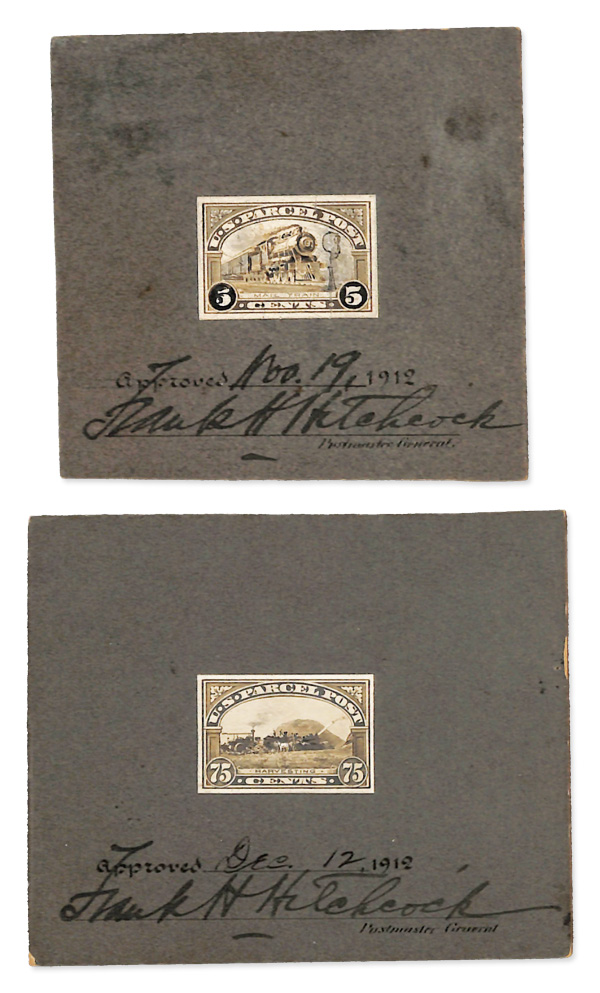 U.S. PARCEL POST
5 MAIL TRAIN 5
CENTS
Approved Nov. 19, 1912
Frank H Hitchcock
Postmaster General.
U.S. PARCEL POST
75 HARVESTING 75
CENTS
Approved Dec. 12, 1912
Frank H Hitchcock
Postmaster General